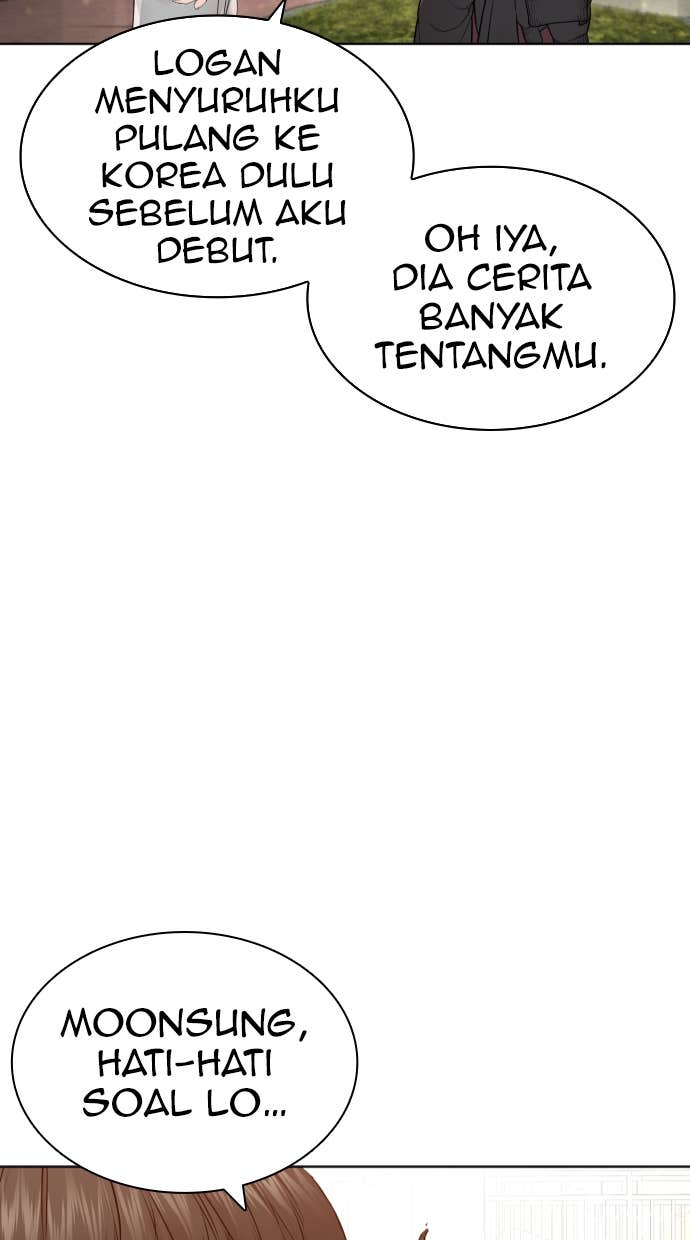 LOGAN
MENYURUHKU
PULANG KE
KOREA DULU
SEBELUM AKU
DEBUT.
OH IYA,
DIA CERITA
BANYAK
TENTANGMU.
MOONSUNG,
HATI-HATI
SOAL LO...